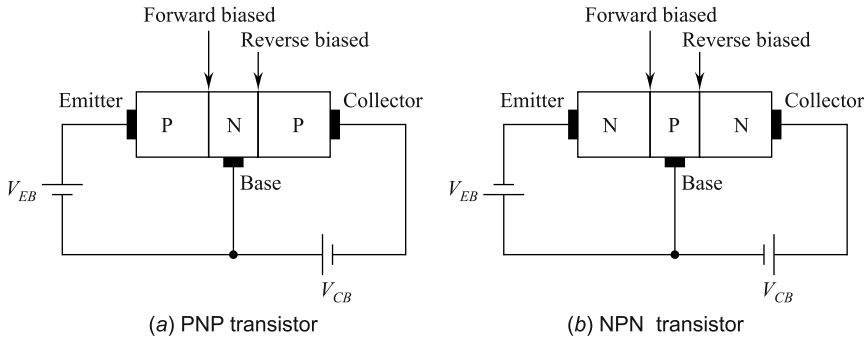 Forward biased
Reverse biased
Emitter
P
N
P
Collector
Base
V_EB
V_CB
(a) PNP transistor
Forward biased
Reverse biased
Emitter
N
P
N
Collector
Base
V_EB
V_CB
(b) NPN transistor